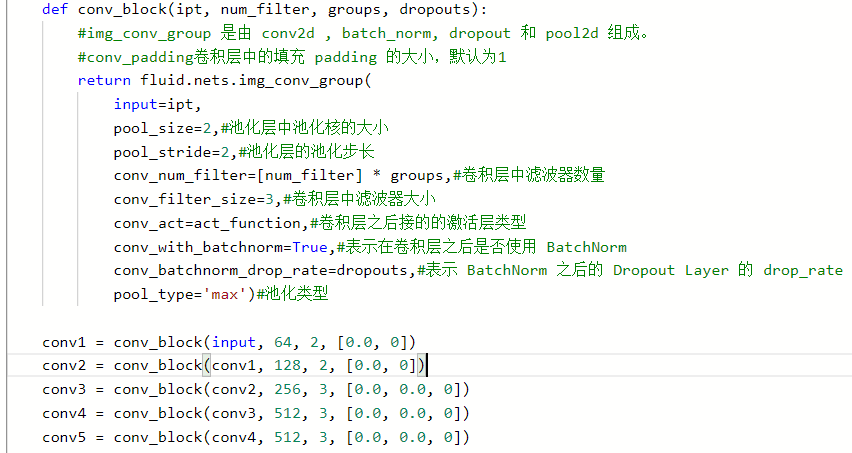 def conv_block(ipt, num_filter, groups, dropouts):
#img_conv_group 是由 conv2d , batch_norm, dropout 和 pool2d 组成。
#conv_padding卷积层中的填充 padding 的大小，默认为1
return fluid.nets.img_conv_group(
input=ipt,
pool_size=2,#池化层中池化核的大小
pool_stride=2,#池化层的池化步长
conv_num_filter=[num_filter] * groups,#卷积层中滤波器数量
conv_filter_size=3,#卷积层中滤波器大小
conv_act=act_function,#卷积层之后接的的激活层类型
conv_with_batchnorm=True,#表示在卷积层之后是否使用 BatchNorm
conv_batchnorm_drop_rate=dropouts,#表示 BatchNorm 之后的 Dropout Layer 的 drop_rate
pool_type='max')#池化类型
conv1 = conv_block(input, 64, 2, [0.0, 0])
conv2 = conv_block(conv1, 128, 2, [0.0, 0])
conv3 = conv_block(conv2, 256, 3, [0.0, 0.0, 0])
conv4 = conv_block(conv3, 512, 3, [0.0, 0.0, 0])
conv5 = conv_block(conv4, 512, 3, [0.0, 0.0, 0])